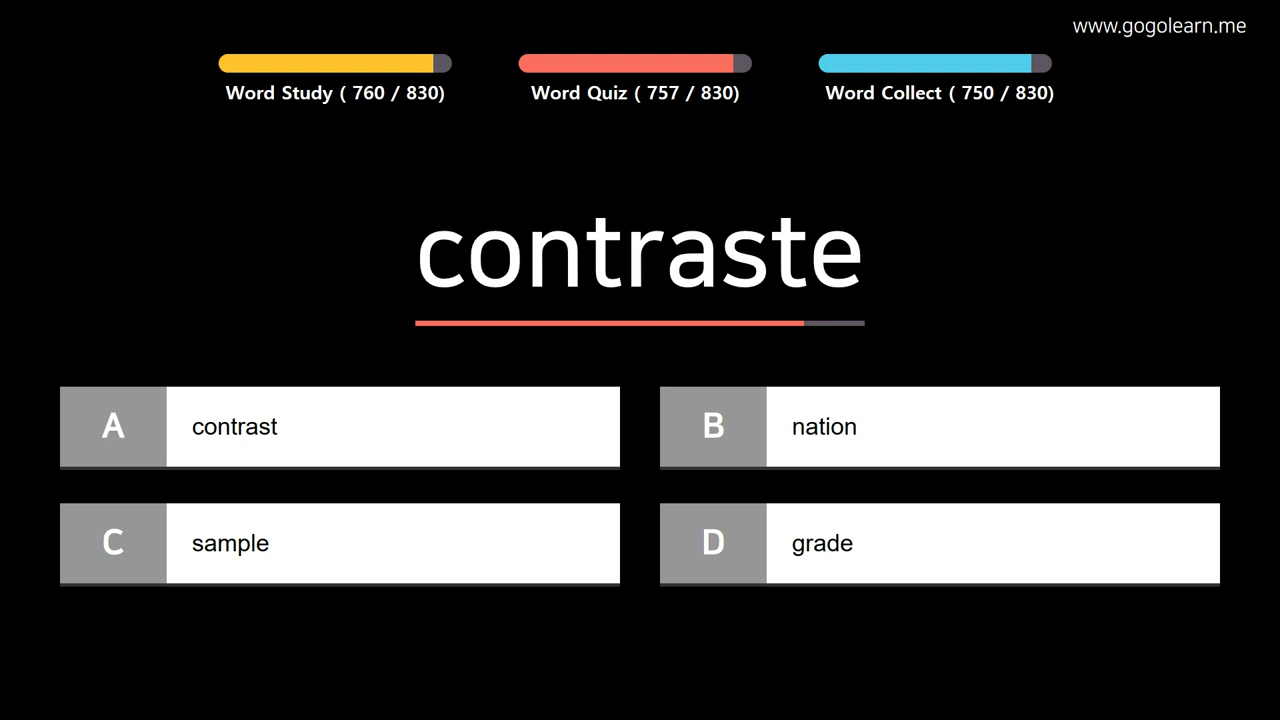 www.gogolearn.me
Word Study ( 760 / 830)
Word Quiz ( 757 / 830)
Word Collect ( 750 / 830)
contraste
A contrast
B nation
C sample
D grade